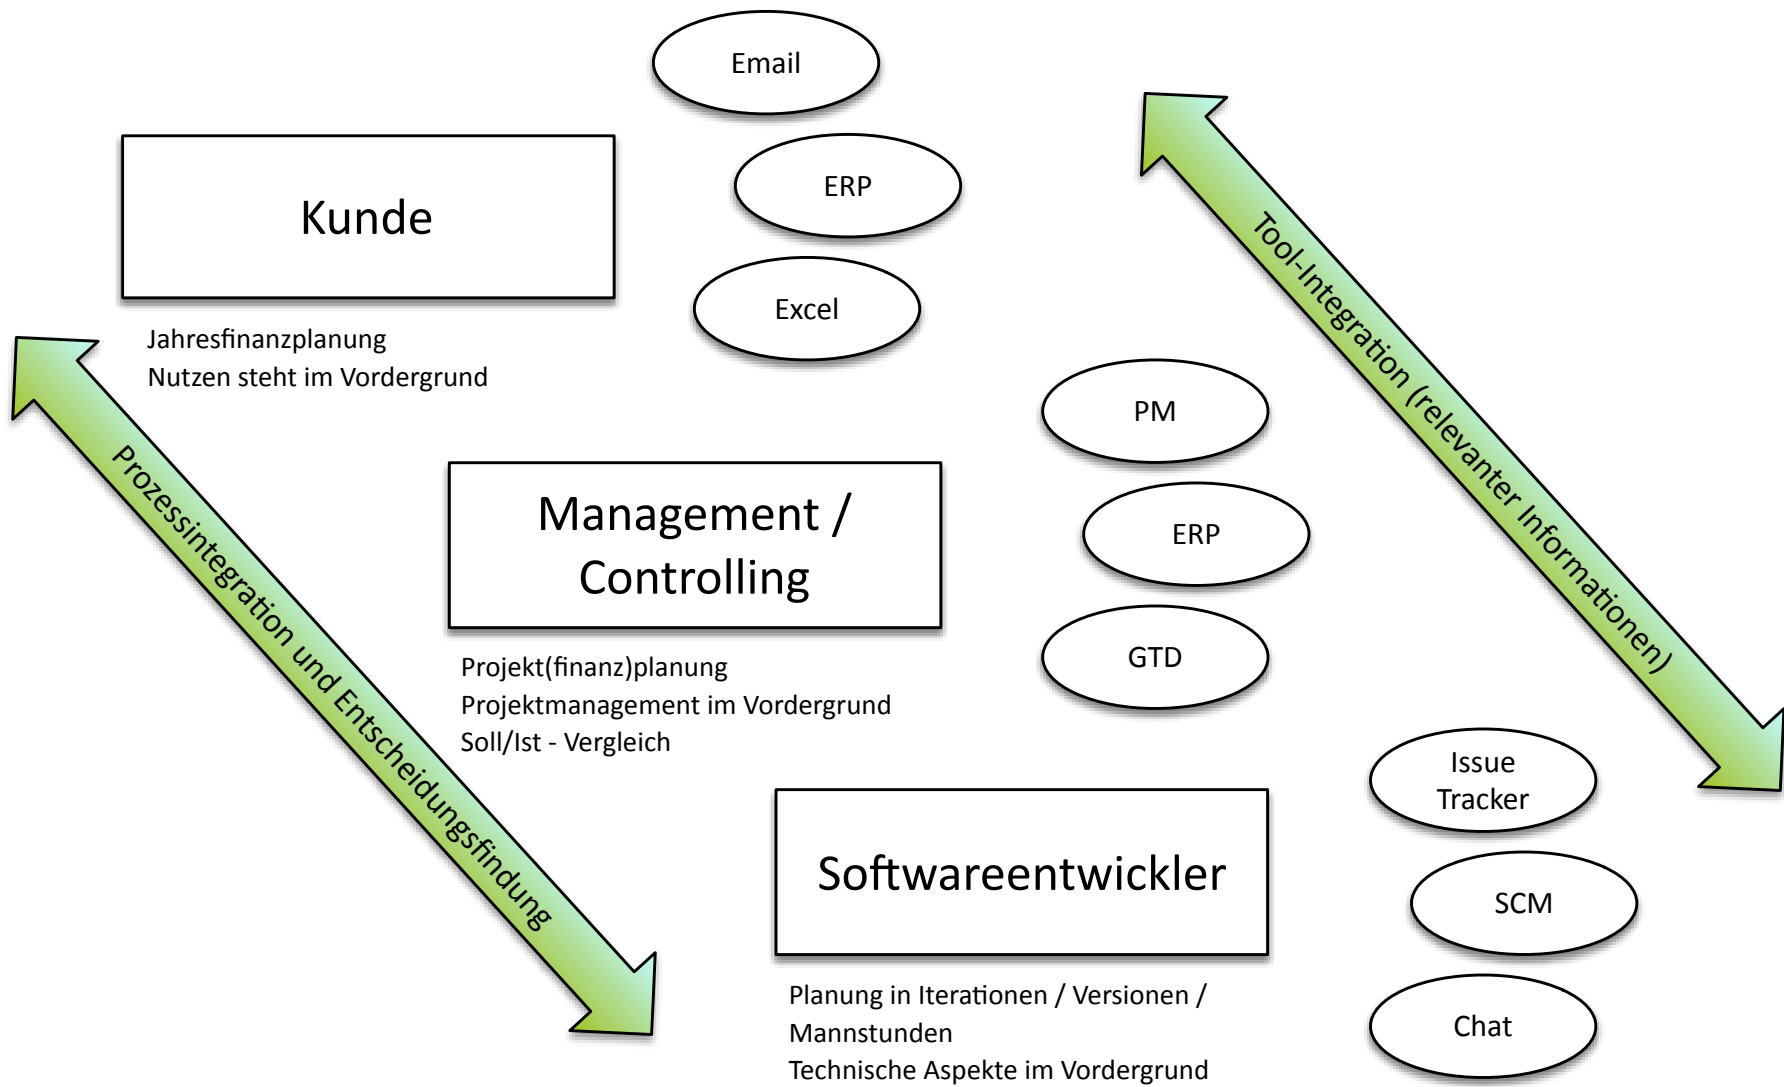 Email
ERP
Kunde
Excel
Jahresfinanzplanung
Nutzen steht im Vordergrund
PM
Management /
Controlling
ERP
GTD
Projekt(finanz)planung
Projektmanagement im Vordergrund
Soll/Ist - Vergleich
Issue
Tracker
Softwareentwickler
SCM
Chat
Planung in Iterationen / Versionen /
Mannstunden
Technische Aspekte im Vordergrund
Prozessintegration und Entscheidungsfindung
Tool-Integration (relevanter Informationen)